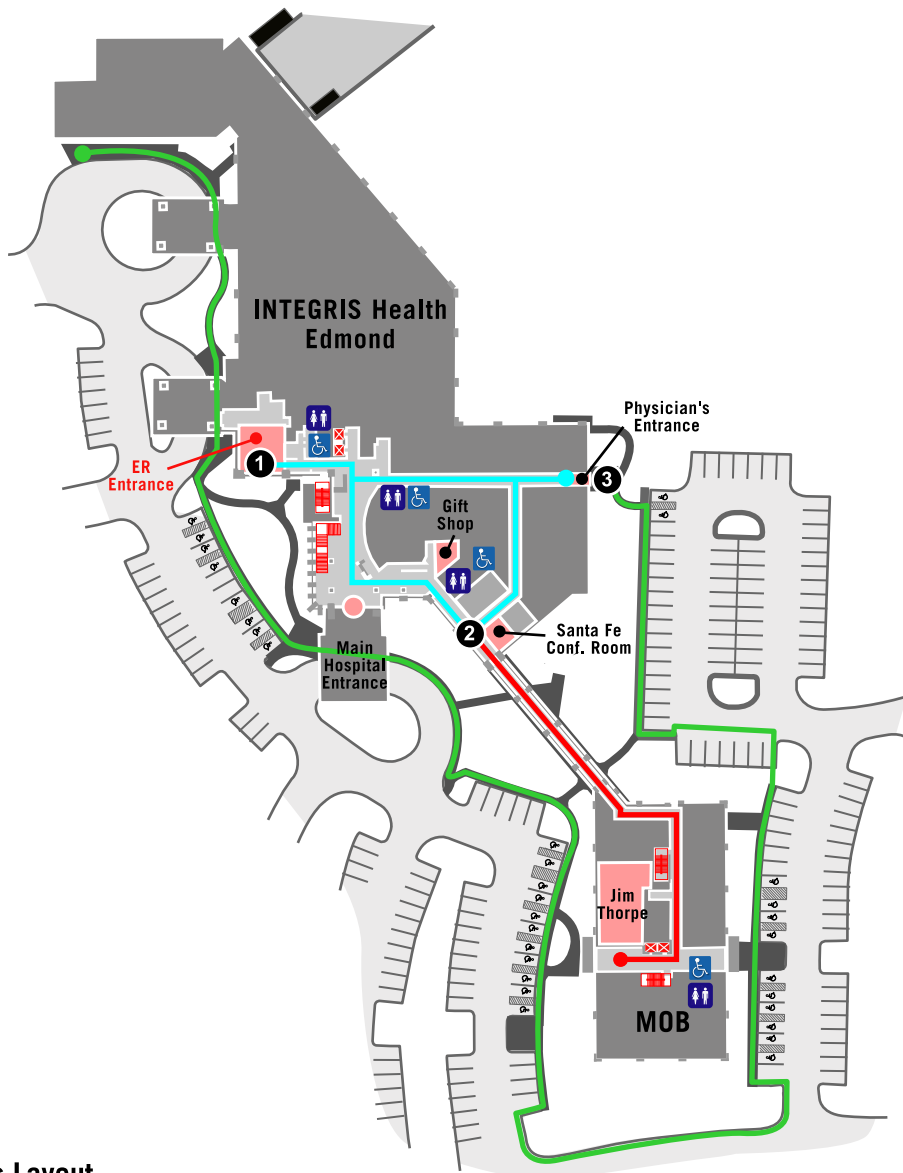 INTEGRIS Health
Edmond
Physician's
Entrance
ER
Entrance
1
3
Gift
Shop
2
Santa Fe
Conf. Room
Main
Hospital
Entrance
Jim
Thorpe
MOB
Layout